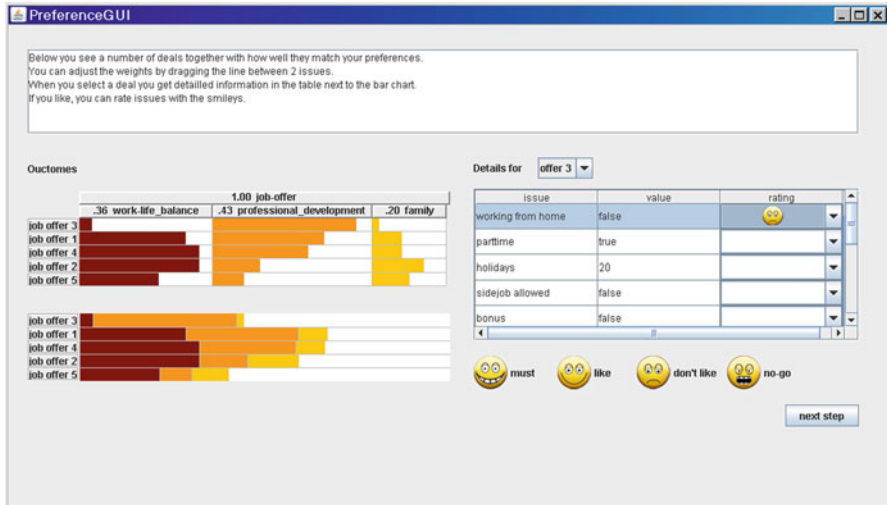 PreferenceGUI
Below you see a number of deals together with how well they match your preferences.
You can adjust the weights by dragging the line between 2 issues.
When you select a deal you get detailled information in the table next to the bar chart.
If you like, you can rate issues with the smileys.
Ouctomes
1.00 job-offer
.36 work-life_balance .43 professional_development .20 family
job offer 3
job offer 1
job offer 4
job offer 2
job offer 5
job offer 3
job offer 1
job offer 4
job offer 2
job offer 5
Details for offer 3
issue value rating
working from home false
parttime true
holidays 20
sidejob allowed false
bonus false
must like don't like no-go
next step